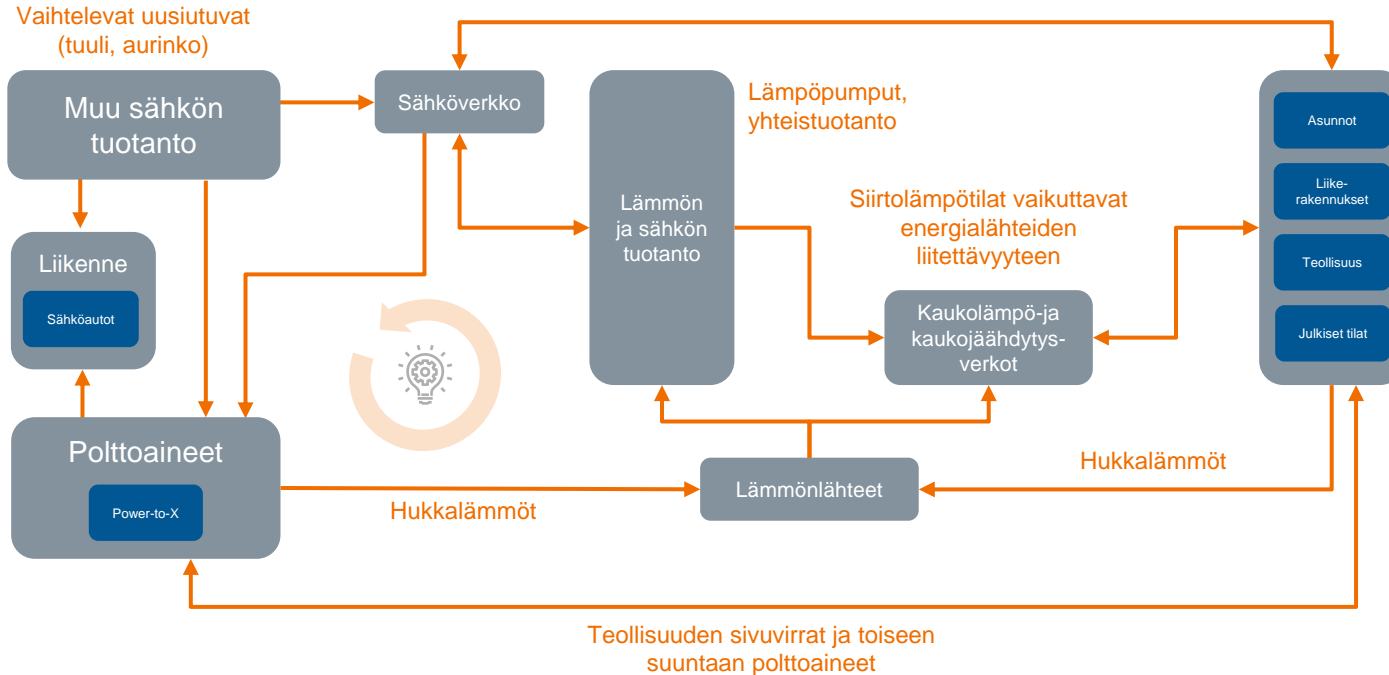 Vaihtelevat uusiutuvat
(tuuli, aurinko)
Muu sähkön
tuotanto
Sähköverkko
Lämmön
ja sähkön
tuotanto
Lämpöpumput,
yhteistuotanto
Asunnot
Liike-
rakennukset
Teollisuus
Julkiset tilat
Siirtolämpötilat vaikuttavat
energialähteiden
liitettävyyteen
Liikenne
Sähköautot
Kaukolämpö-ja
kaukojäähdytys-
verkot
Polttoaineet
Power-to-X
Hukkalämmöt
Lämmönlähteet
Hukkalämmöt
Teollisuuden sivuvirrat ja toiseen
suuntaan polttoaineet